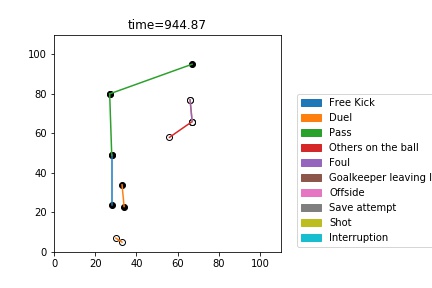 time=944.87
100
80
60
40
20
0
0 20 40 60 80 100
Free Kick
Duel
Pass
Others on the ball
Foul
Goalkeeper leaving l
Offside
Save attempt
Shot
Interruption